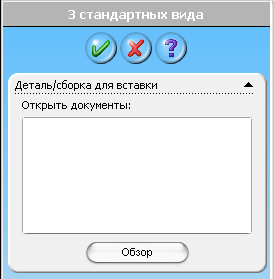 3 стандартных вида
?
Деталь/сборка для вставки
Открыть документы:
Обзор